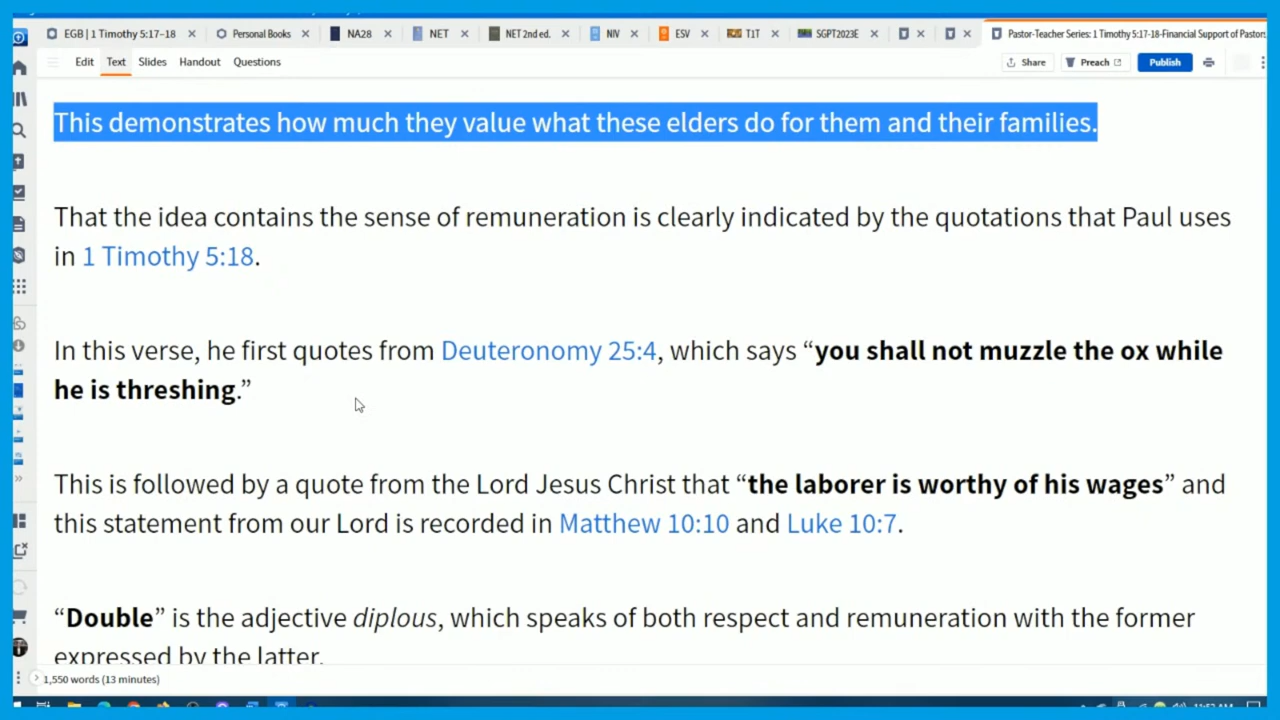 EGB | 1 Timothy 5:17-18 Personal Books NA28 NET NET 2nd ed. NIV ESV T1T SGPT2023E Pastor-Teacher Series: 1 Timothy 5:17-18-Financial Support of Pastors
Edit Text Slides Handout Questions Share Preach Publish
This demonstrates how much they value what these elders do for them and their families.
That the idea contains the sense of remuneration is clearly indicated by the quotations that Paul uses
in 1 Timothy 5:18.
In this verse, he first quotes from Deuteronomy 25:4, which says “you shall not muzzle the ox while
he is threshing.”
This is followed by a quote from the Lord Jesus Christ that “the laborer is worthy of his wages” and
this statement from our Lord is recorded in Matthew 10:10 and Luke 10:7.
“Double” is the adjective diplous, which speaks of both respect and remuneration with the former
expressed by the latter.
1,550 words (13 minutes)